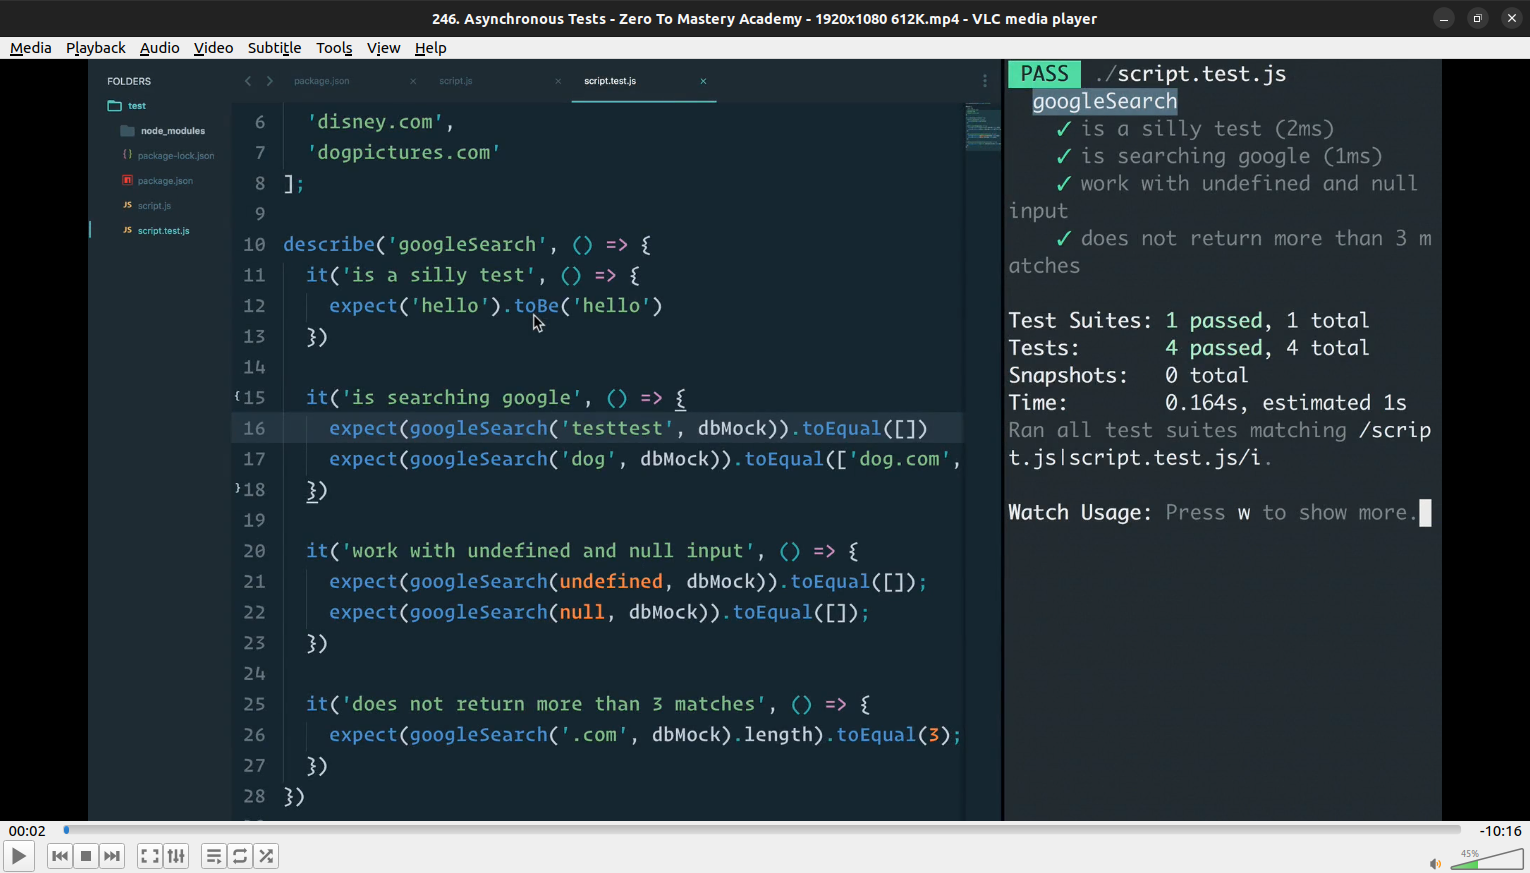 246. Asynchronous Tests - Zero To Mastery Academy - 1920x1080 612K.mp4 - VLC media player
Media Playback Audio Video Subtitle Tools View Help
FOLDERS
test
node_modules
package-lock.json
package.json
script.js
script.test.js
package.json
script.js
script.test.js
6 'disney.com',
7 'dogpictures.com'
8 ];
9
10 describe('googleSearch', () => {
11 it('is a silly test', () => {
12 expect('hello').toBe('hello')
13 })
14
15 it('is searching google', () => {
16 expect(googleSearch('testtest', dbMock)).toEqual([])
17 expect(googleSearch('dog', dbMock)).toEqual(['dog.com',
18 })
19
20 it('work with undefined and null input', () => {
21 expect(googleSearch(undefined, dbMock)).toEqual([]);
22 expect(googleSearch(null, dbMock)).toEqual([]);
23 })
24
25 it('does not return more than 3 matches', () => {
26 expect(googleSearch('.com', dbMock).length).toEqual(3);
27 })
28 })
PASS ./script.test.js
googleSearch
✓ is a silly test (2ms)
✓ is searching google (1ms)
✓ work with undefined and null
input
✓ does not return more than 3 m
atches
Test Suites: 1 passed, 1 total
Tests: 4 passed, 4 total
Snapshots: 0 total
Time: 0.164s, estimated 1s
Ran all test suites matching /scrip
t.js|script.test.js/i.
Watch Usage: Press w to show more.
00:02
-10:16
45%